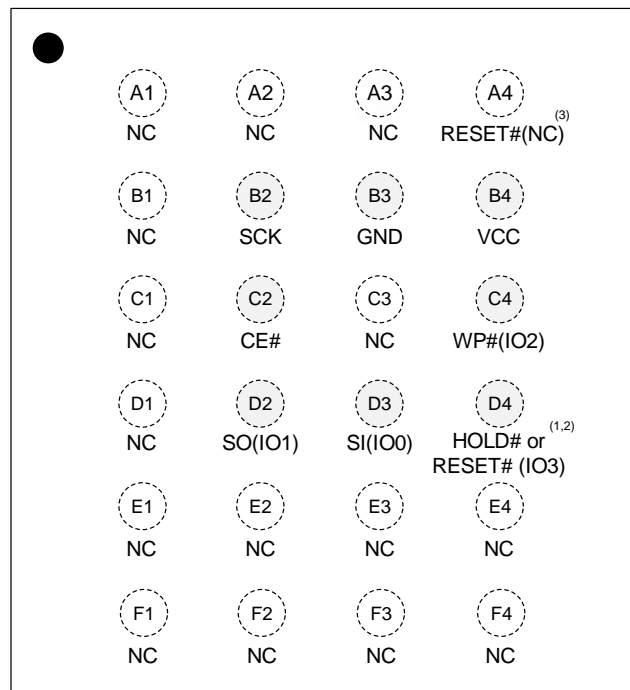 A1 A2 A3 A4
NC NC NC RESET#(NC) (3)
B1 B2 B3 B4
NC SCK GND VCC
C1 C2 C3 C4
NC CE# NC WP#(IO2)
D1 D2 D3 D4
NC SO(IO1) SI(IO0) HOLD# or (1,2)
RESET# (IO3)
E1 E2 E3 E4
NC NC NC NC
F1 F2 F3 F4
NC NC NC NC